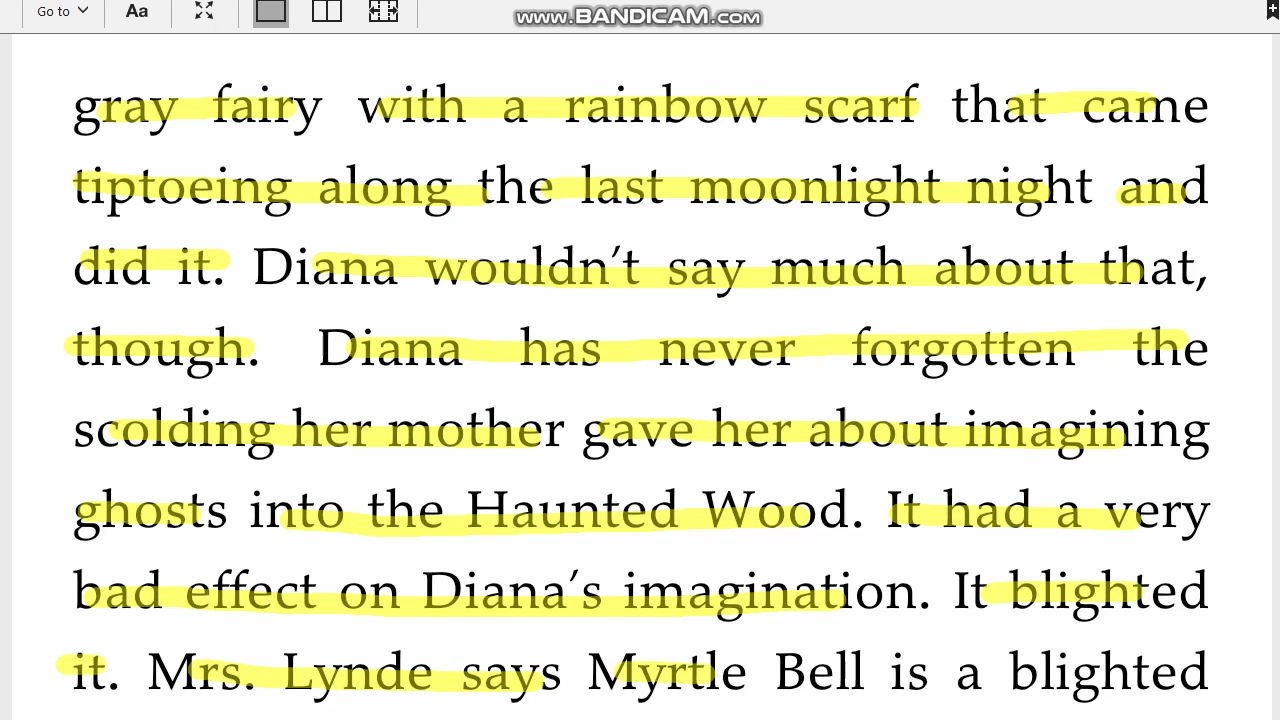 Go to Aa
www.BANDICAM.com
gray fairy with a rainbow scarf that came
tiptoeing along the last moonlight night and
did it. Diana wouldn’t say much about that,
though. Diana has never forgotten the
scolding her mother gave her about imagining
ghosts into the Haunted Wood. It had a very
bad effect on Diana’s imagination. It blighted
it. Mrs. Lynde says Myrtle Bell is a blighted